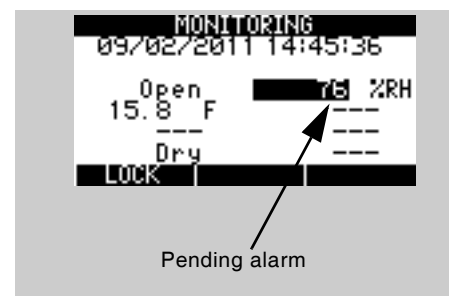 MONITORING
09/02/2011 14:45:36
Open 76 %RH
15.8 F ---
--- ---
Dry ---
LOCK
Pending alarm